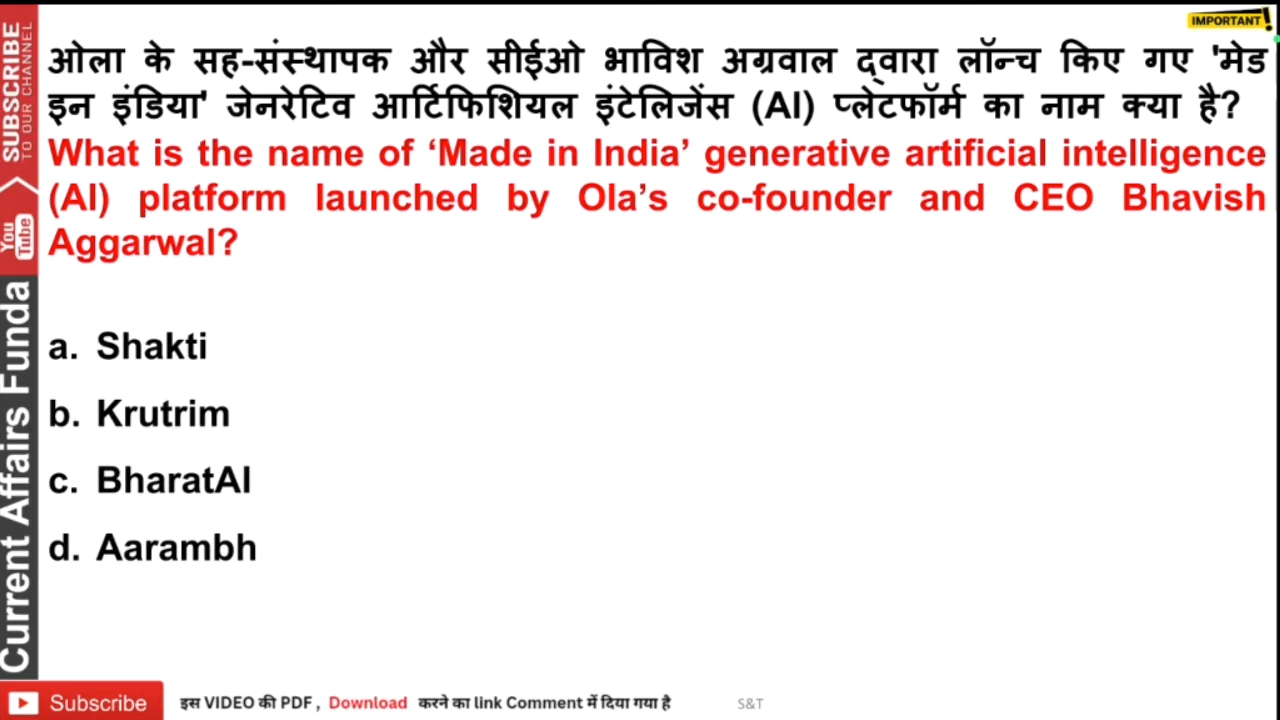 IMPORTANT!
ओला के सह-संस्थापक और सीईओ भाविश अग्रवाल द्वारा लॉन्च किए गए 'मेड
इन इंडिया' जेनरेटिव आर्टिफिशियल इंटेलिजेंस (AI) प्लेटफॉर्म का नाम क्या है?
What is the name of ‘Made in India’ generative artificial intelligence
(AI) platform launched by Ola’s co-founder and CEO Bhavish
Aggarwal?
a. Shakti
b. Krutrim
c. BharatAI
d. Aarambh
SUBSCRIBE
TO OUR CHANNEL
You
Tube
Current Affairs Funda
Subscribe
इस VIDEO की PDF , Download करने का link Comment में दिया गया है
S&T